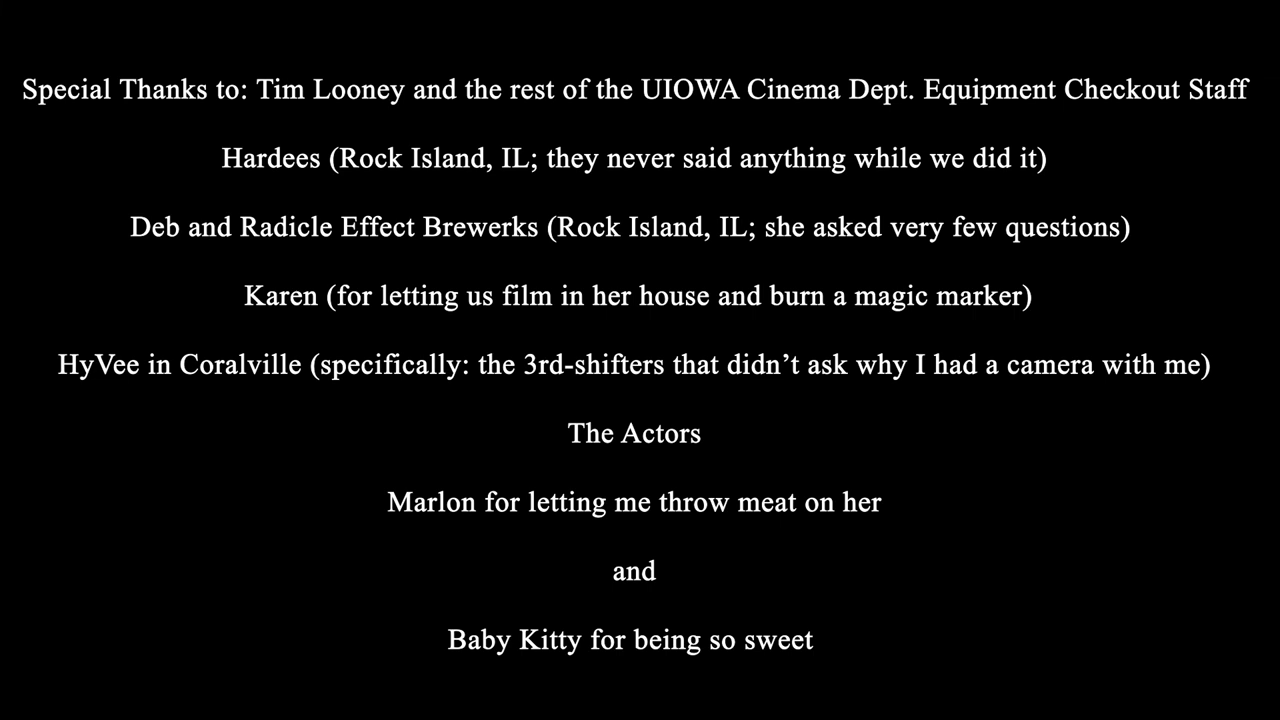 Special Thanks to: Tim Looney and the rest of the UIOWA Cinema Dept. Equipment Checkout Staff
Hardees (Rock Island, IL; they never said anything while we did it)
Deb and Radicle Effect Brewerks (Rock Island, IL; she asked very few questions)
Karen (for letting us film in her house and burn a magic marker)
HyVee in Coralville (specifically: the 3rd-shifters that didn’t ask why I had a camera with me)
The Actors
Marlon for letting me throw meat on her
and
Baby Kitty for being so sweet